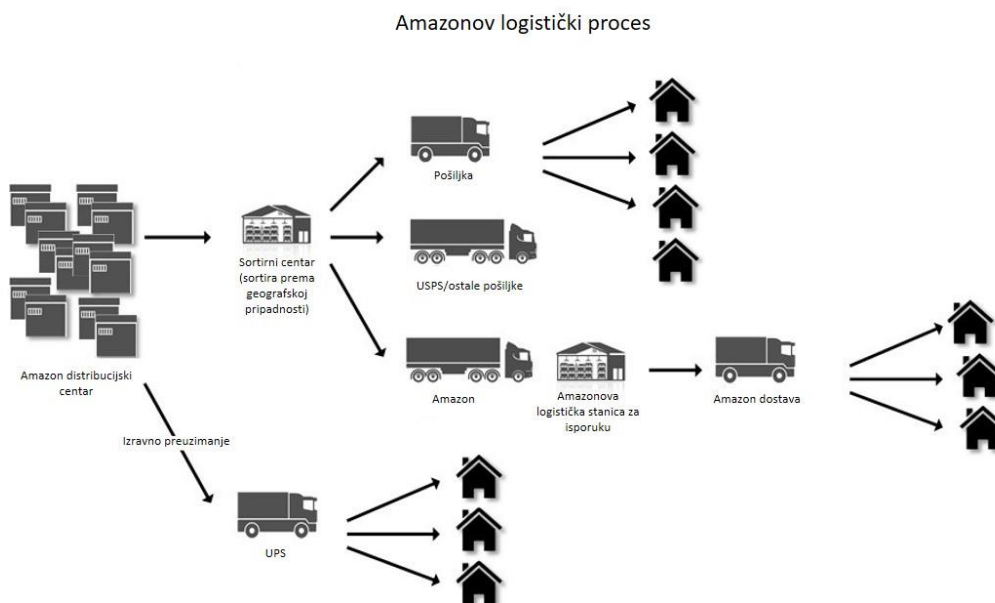 Amazonov logistički proces
Pošiljka
Sortirni centar
(sortira prema
geografskoj
pripadnosti)
USPS/ostale pošiljke
Amazon distribucijski
centar
Amazon
Amazonova
logistička stanica za
isporuku
Amazon dostava
Izravno preuzimanje
UPS